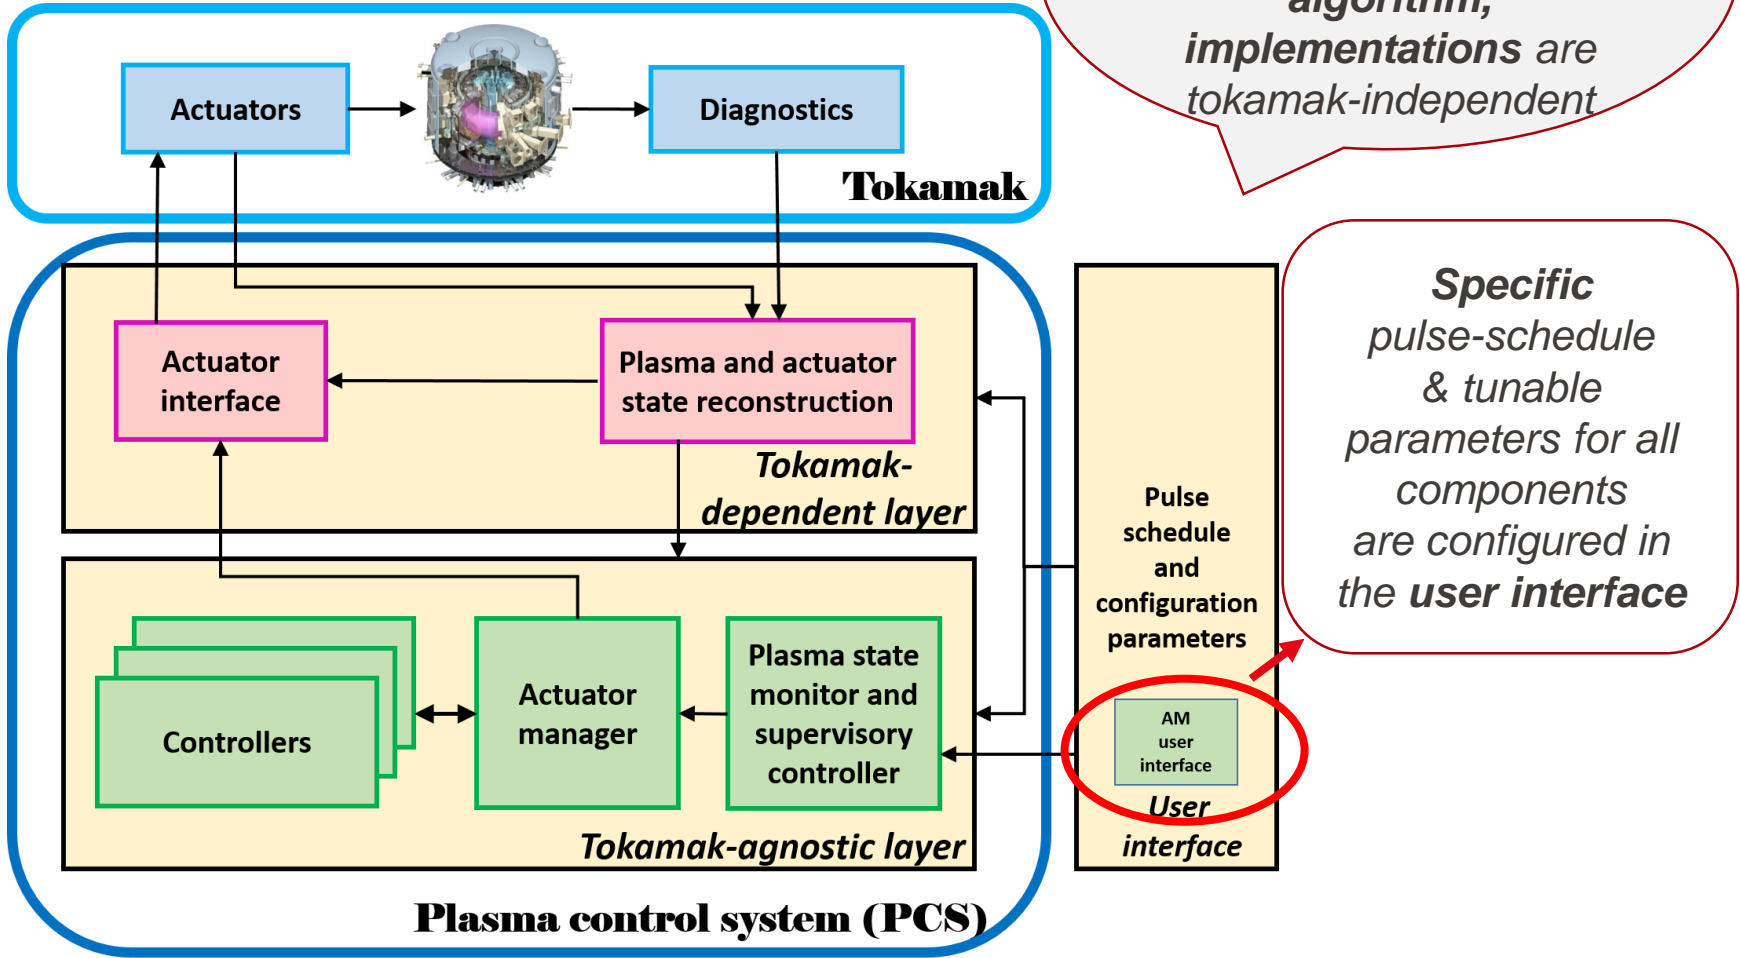 algorithm,
implementations are
tokamak-independent
Actuators
Diagnostics
Tokamak
Actuator
interface
Plasma and actuator
state reconstruction
Tokamak-
dependent layer
Controllers
Actuator
manager
Plasma state
monitor and
supervisory
controller
Tokamak-agnostic layer
Plasma control system (PCS)
Pulse
schedule
and
configuration
parameters
AM
user
interface
User
interface
Specific
pulse-schedule
& tunable
parameters for all
components
are configured in
the user interface